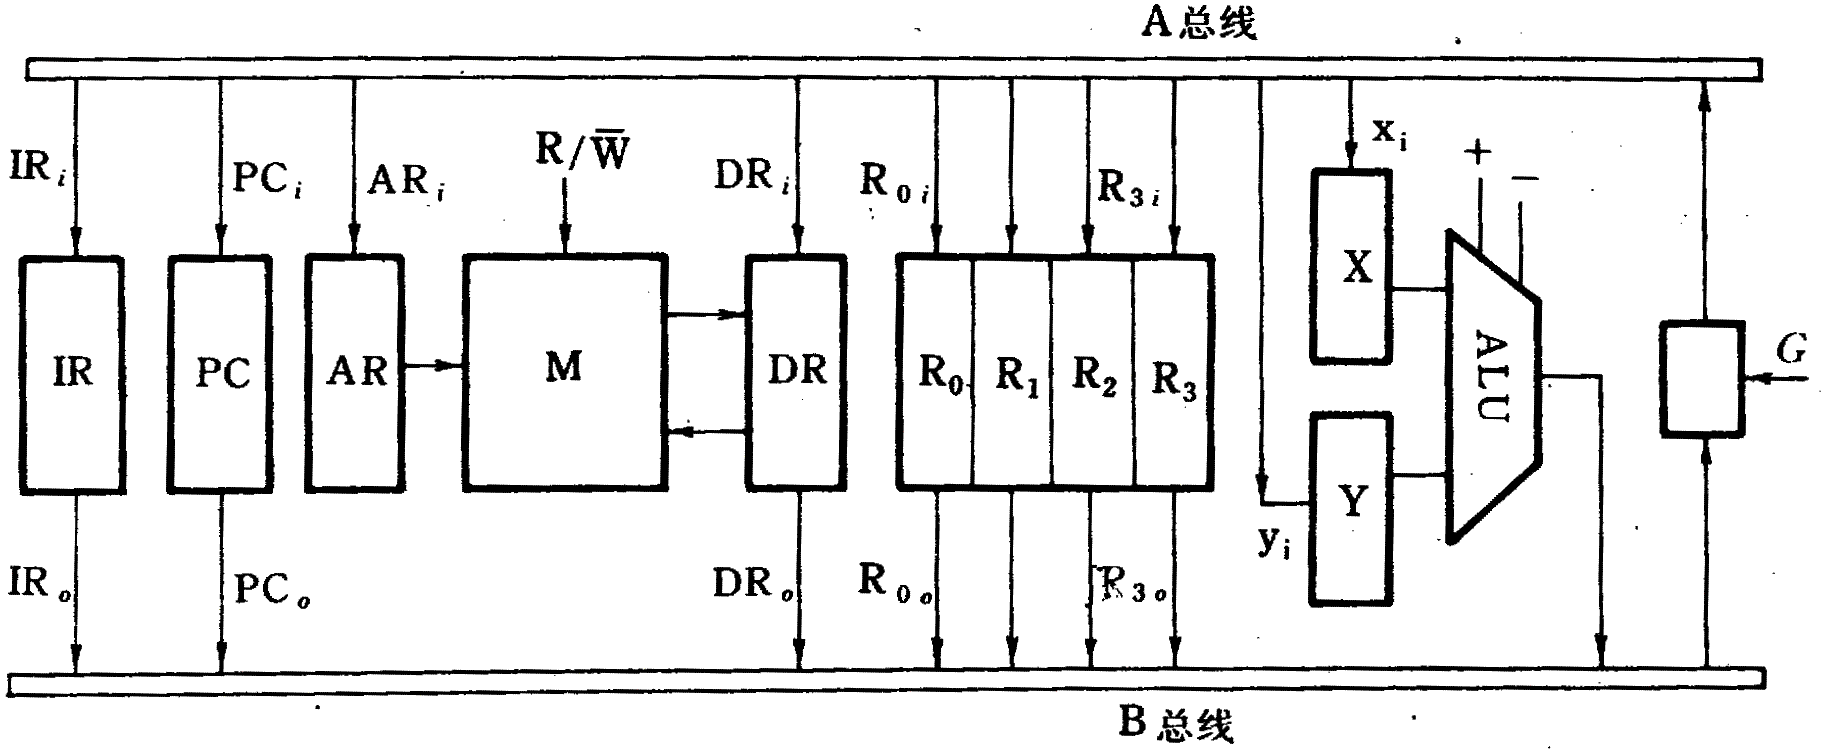 A总线
IRᵢ
PCᵢ
ARᵢ
R/W̅
DRᵢ
R₀ᵢ
R₃ᵢ
xᵢ
+
−
IR
PC
AR
M
DR
R₀
R₁
R₂
R₃
X
Y
ALU
G
yᵢ
IRₒ
PCₒ
DRₒ
R₀ₒ
R₃ₒ
B总线